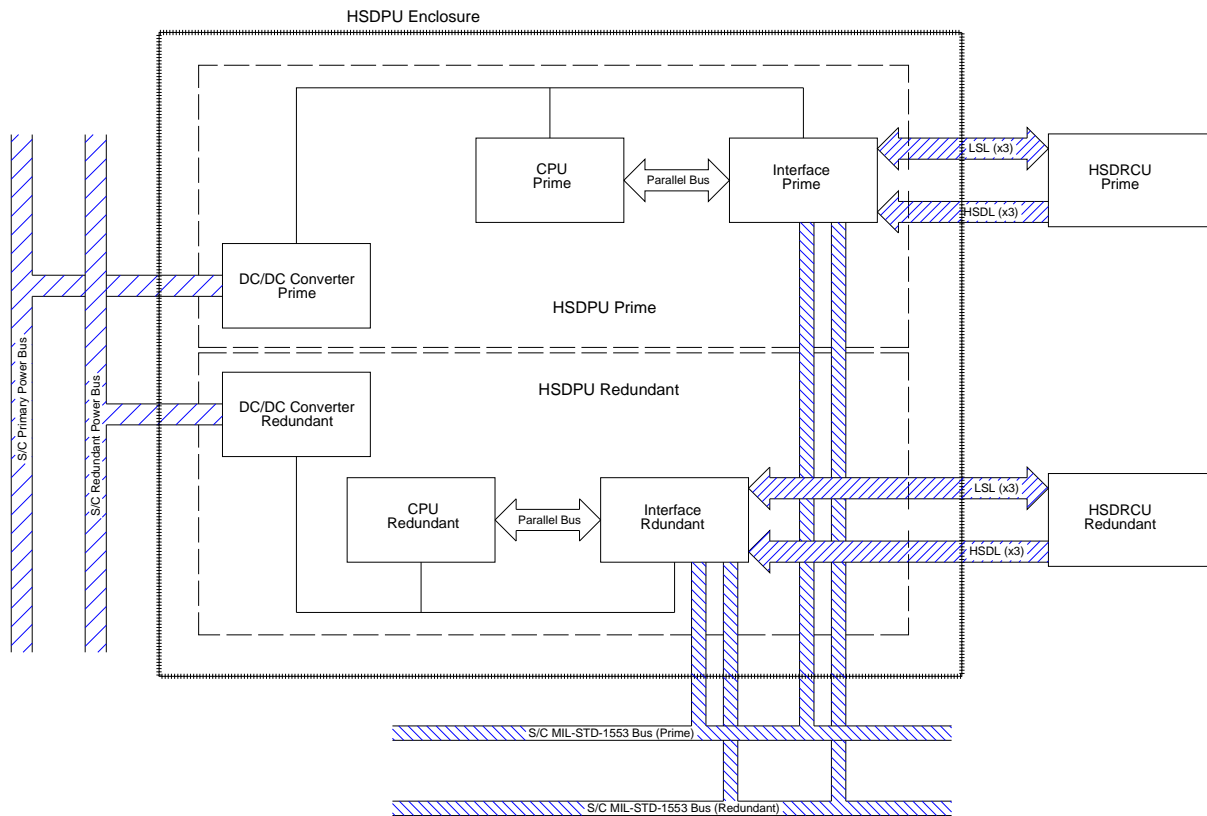 HSDPU Enclosure
CPU
Prime
Parallel Bus
Interface
Prime
LSL (x3)
HSDL (x3)
HSDRCU
Prime
DC/DC Converter
Prime
HSDPU Prime
S/C Primary Power Bus
S/C Redundant Power Bus
DC/DC Converter
Redundant
HSDPU Redundant
CPU
Redundant
Parallel Bus
Interface
Rdundant
LSL (x3)
HSDL (x3)
HSDRCU
Redundant
S/C MIL-STD-1553 Bus (Prime)
S/C MIL-STD-1553 Bus (Redundant)